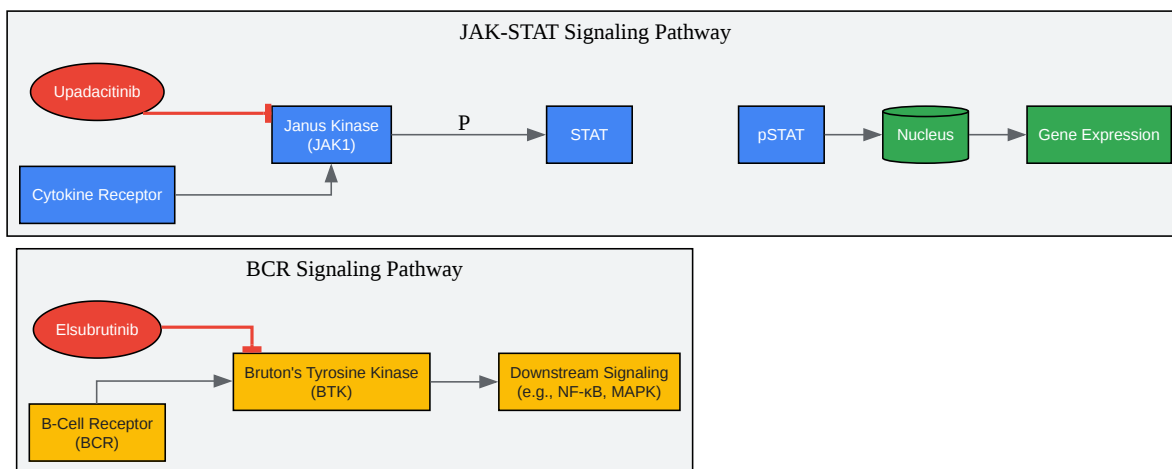 JAK-STAT Signaling Pathway
Upadacitinib
Janus Kinase
(JAK1)
P
STAT
pSTAT
Nucleus
Gene Expression
Cytokine Receptor
BCR Signaling Pathway
Elsubrutinib
Bruton's Tyrosine Kinase
(BTK)
Downstream Signaling
(e.g., NF-κB, MAPK)
B-Cell Receptor
(BCR)